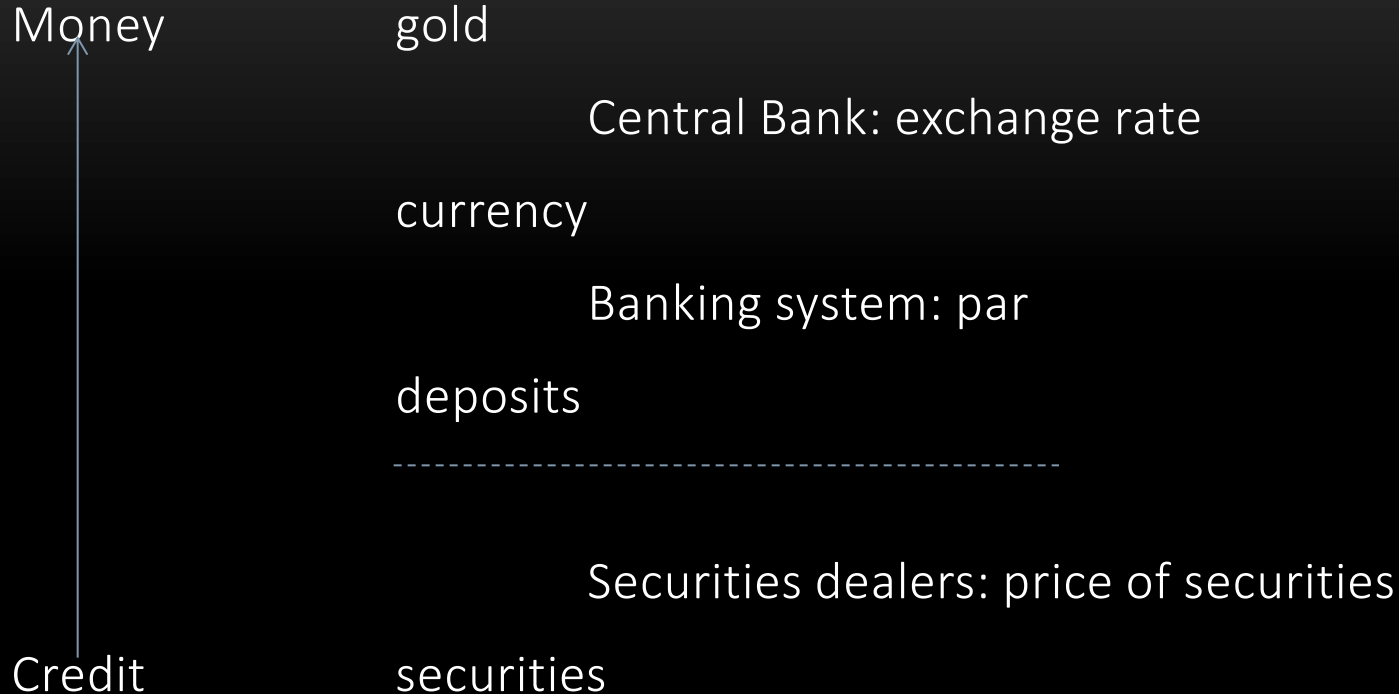 Money gold
Central Bank: exchange rate
currency
Banking system: par
deposits
Securities dealers: price of securities
Credit securities